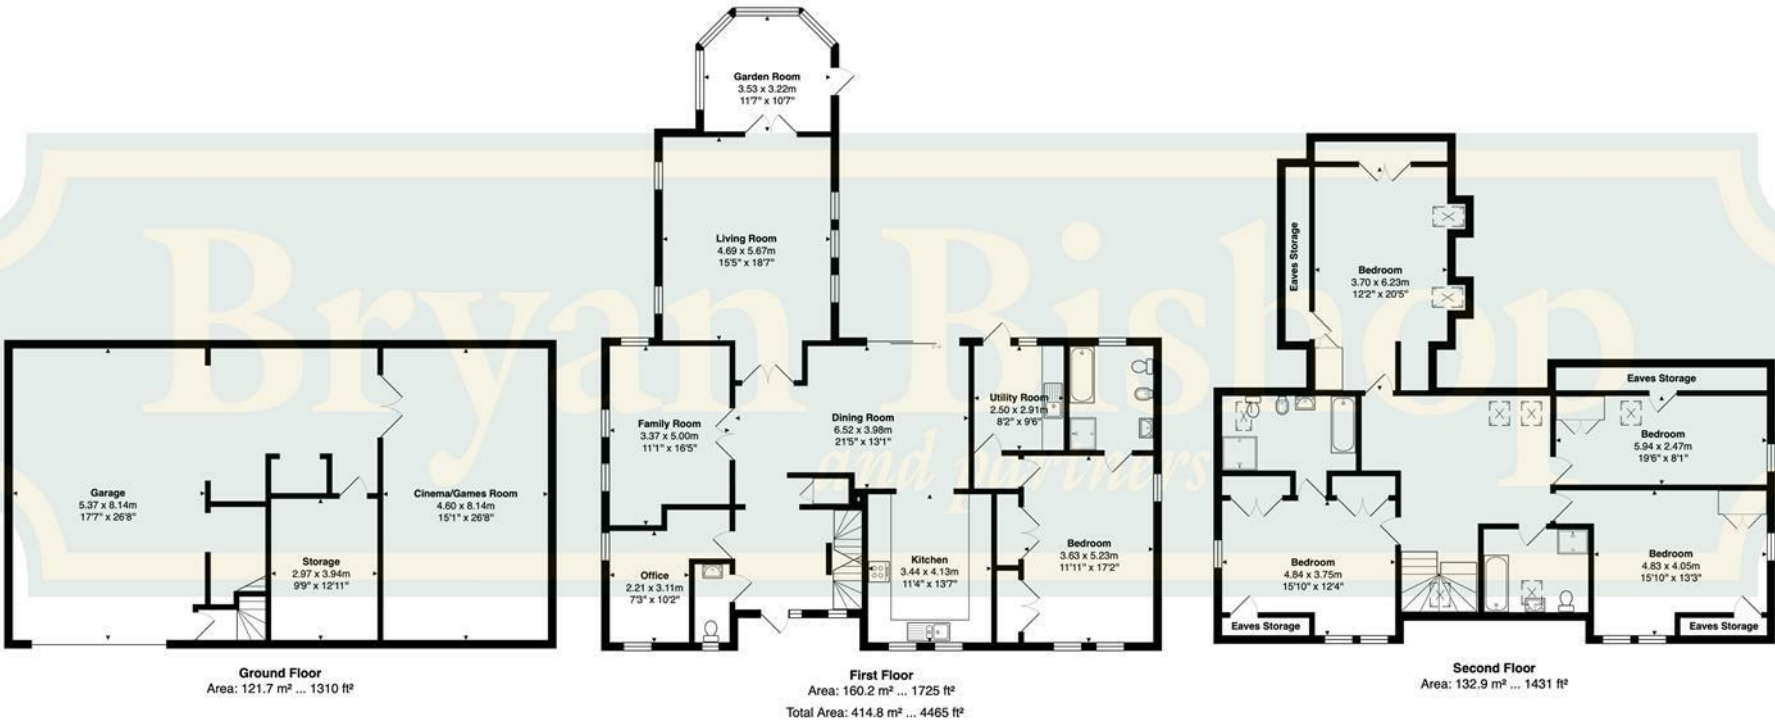 Garden Room
3.53 x 3.22m
11'7" x 10'7"
Living Room
4.69 x 5.67m
15'5" x 18'7"
Bryan Bishop
and partners
Garage
5.37 x 8.14m
17'7" x 26'8"
Storage
2.97 x 3.94m
9'9" x 12'11"
Cinema/Games Room
4.60 x 8.14m
15'1" x 26'8"
Ground Floor
Area: 121.7 m² ... 1310 ft²
Family Room
3.37 x 5.00m
11'1" x 16'5"
Dining Room
6.52 x 3.98m
21'5" x 13'1"
Utility Room
2.50 x 2.91m
8'2" x 9'6"
Office
2.21 x 3.11m
7'3" x 10'2"
Kitchen
3.44 x 4.13m
11'4" x 13'7"
Bedroom
3.63 x 5.23m
11'11" x 17'2"
First Floor
Area: 160.2 m² ... 1725 ft²
Total Area: 414.8 m² ... 4465 ft²
Eaves Storage
Bedroom
3.70 x 6.23m
12'2" x 20'5"
Eaves Storage
Bedroom
5.94 x 2.47m
19'6" x 8'1"
Bedroom
4.84 x 3.75m
15'10" x 12'4"
Bedroom
4.83 x 4.05m
15'10" x 13'3"
Eaves Storage
Eaves Storage
Second Floor
Area: 132.9 m² ... 1431 ft²